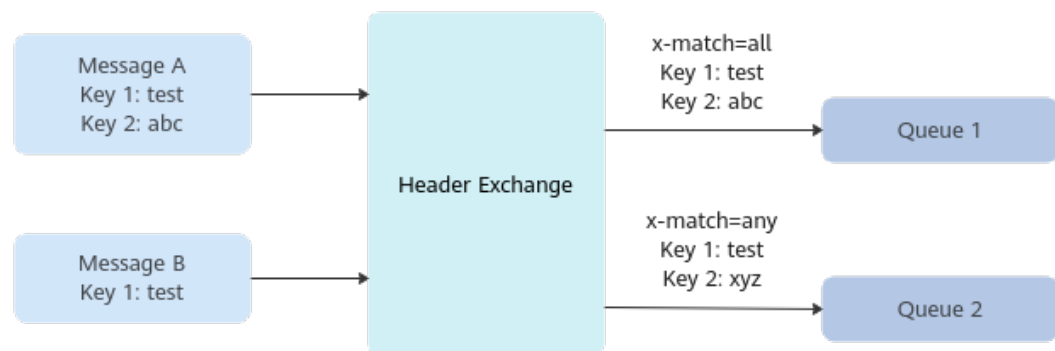 Message A
Key 1: test
Key 2: abc
Message B
Key 1: test
Header Exchange
x-match=all
Key 1: test
Key 2: abc
Queue 1
x-match=any
Key 1: test
Key 2: xyz
Queue 2